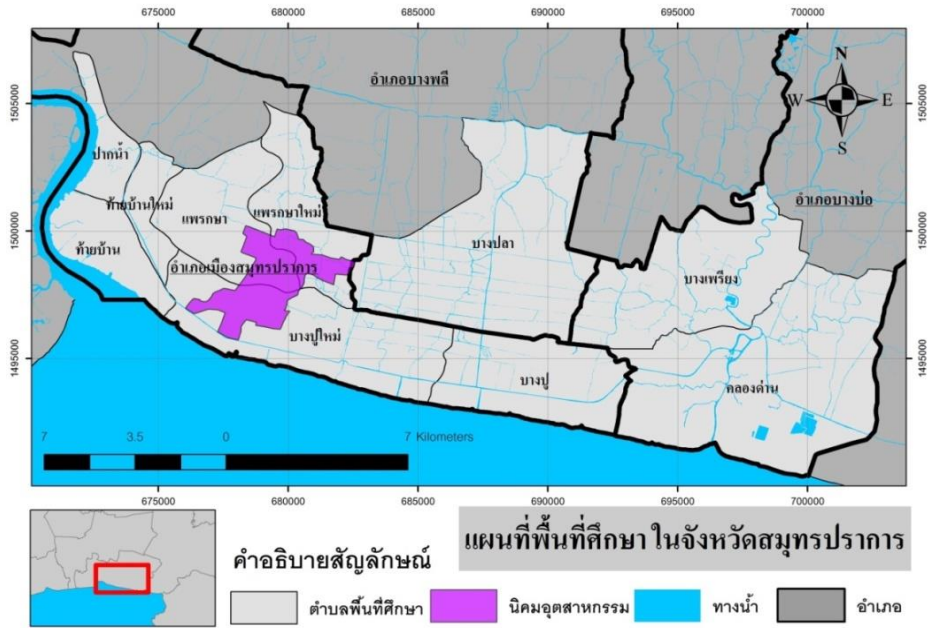 675000 680000 685000 690000 695000 700000
1505000 1505000
1500000 1500000
1495000 1495000
อำเภอบางพลี
N
W E
S
ปากน้ำ
ท้ายบ้านใหม่
แพรกษา
แพรกษาใหม่
อำเภอบางบ่อ
ท้ายบ้าน
บางปลา
อำเภอเมืองสมุทรปราการ
บางเพรียง
บางปูใหม่
บางปู
คลองด่าน
7 3.5 0 7 Kilometers
675000 680000 685000 690000 695000 700000
แผนที่พื้นที่ศึกษา ในจังหวัดสมุทรปราการ
คำอธิบายสัญลักษณ์
ตำบลพื้นที่ศึกษา นิคมอุตสาหกรรม ทางน้ำ อำเภอ